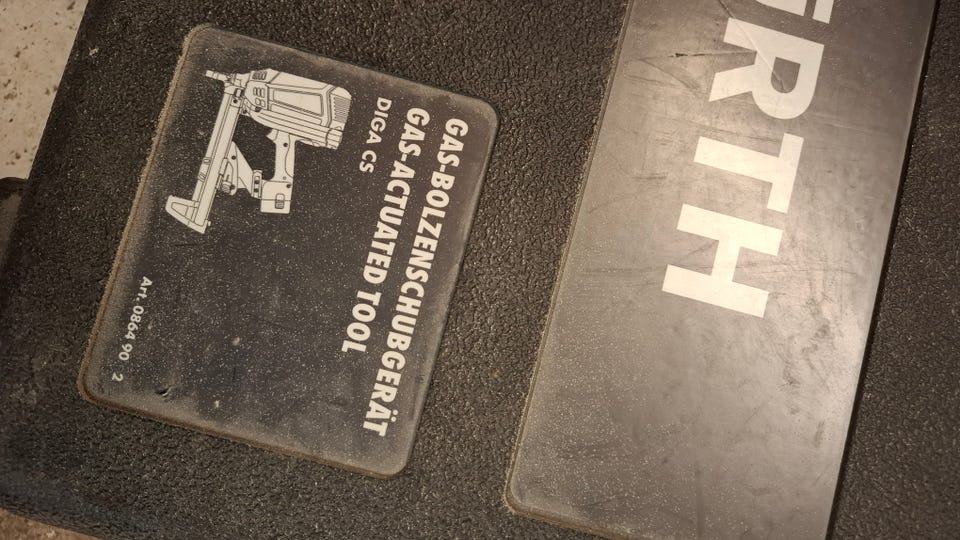 RTH
GAS-BOLZENSCHUBGERÄT
GAS-ACTUATED TOOL
DIGA CS
Art. 0864 90 2